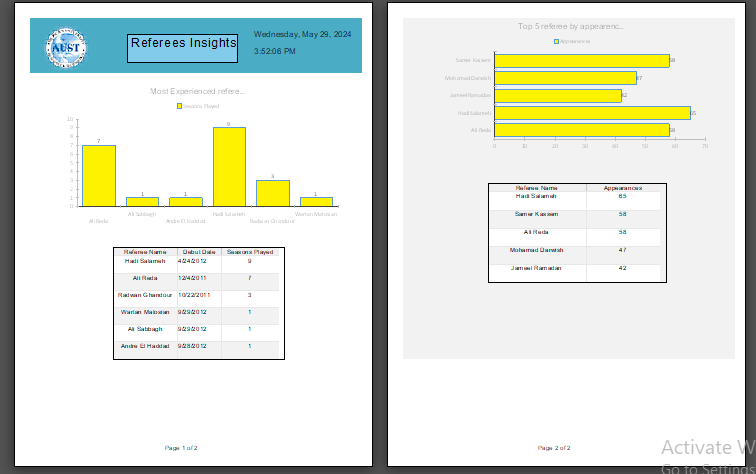 AUST
Referees Insights
Wednesday, May 29, 2024
3:52:06 PM
Most Experienced refere...
Seasons Played
10
9
8
7
6
5
4
3
2
1
0
7
1
1
9
3
1
Ali Reda
Ali Sabbagh
Andre El Haddad
Hadi Salameh
Radwan Ghandour
Wartan Matosian
Referee Name Debut Date Seasons Played
Hadi Salameh 4/24/2012 9
Ali Reda 12/4/2011 7
Radwan Ghandour 10/22/2011 3
Wartan Matosian 9/29/2012 1
Ali Sabbagh 9/29/2012 1
Andre El Haddad 9/28/2012 1
Page 1 of 2
Top 5 referee by appearenc...
Appearances
Samer Kassem 58
Mohamad Darwish 47
Jameel Ramadan 42
Hadi Salameh 65
Ali Reda 58
0 10 20 30 40 50 60 70
Referee Name Appearances
Hadi Salameh 65
Samer Kassem 58
Ali Reda 58
Mohamad Darwish 47
Jameel Ramadan 42
Page 2 of 2
Activate W
Go to Settings